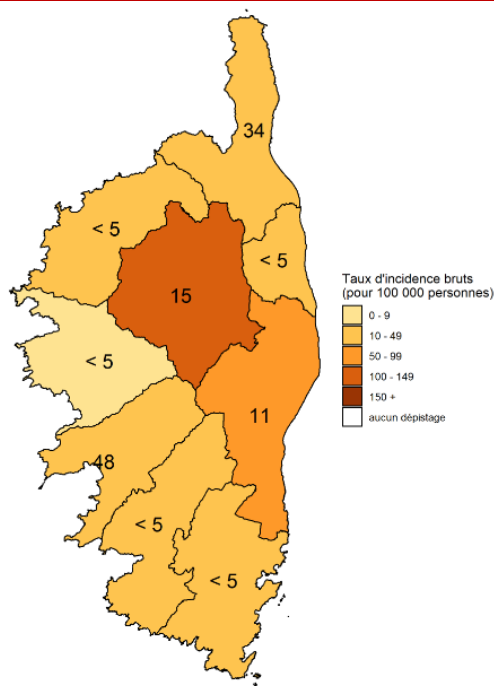 34
< 5
< 5
15
< 5
11
48
< 5
< 5
Taux d'incidence bruts
(pour 100 000 personnes)
0 - 9
10 - 49
50 - 99
100 - 149
150 +
aucun dépistage